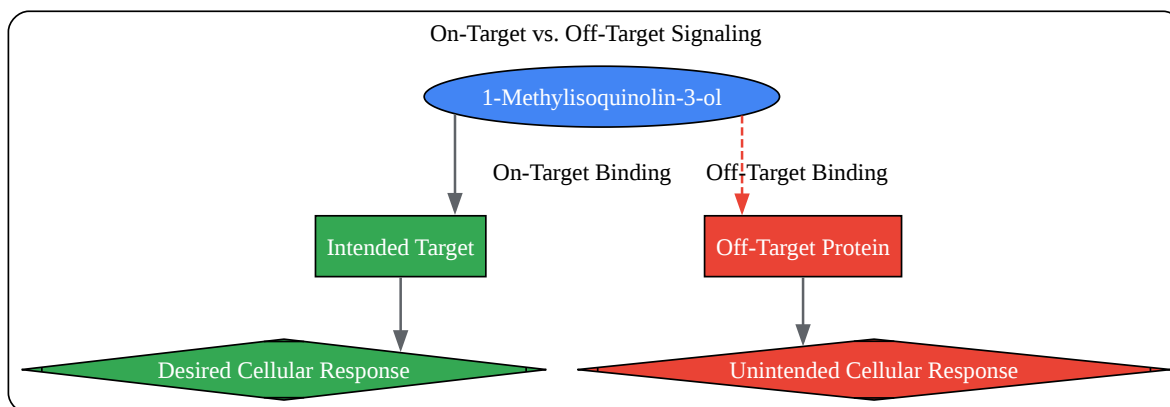 On-Target vs. Off-Target Signaling
1-Methylisoquinolin-3-ol
On-Target Binding
Off-Target Binding
Intended Target
Off-Target Protein
Desired Cellular Response
Unintended Cellular Response